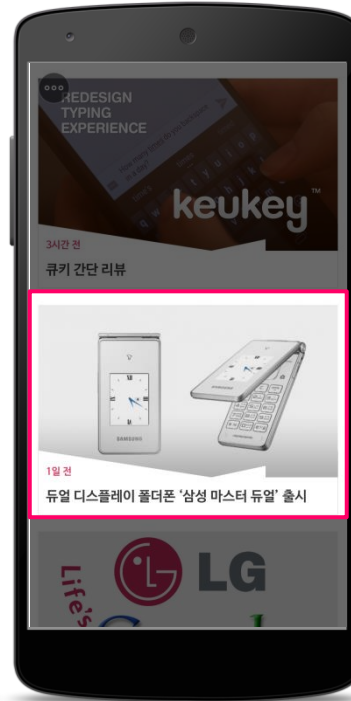 REDESIGN
TYPING
EXPERIENCE
keukey™
3시간 전
큐키 간단 리뷰
SAMSUNG
1일 전
듀얼 디스플레이 폴더폰 ‘삼성 마스터 듀얼’ 출시
LG
Life's